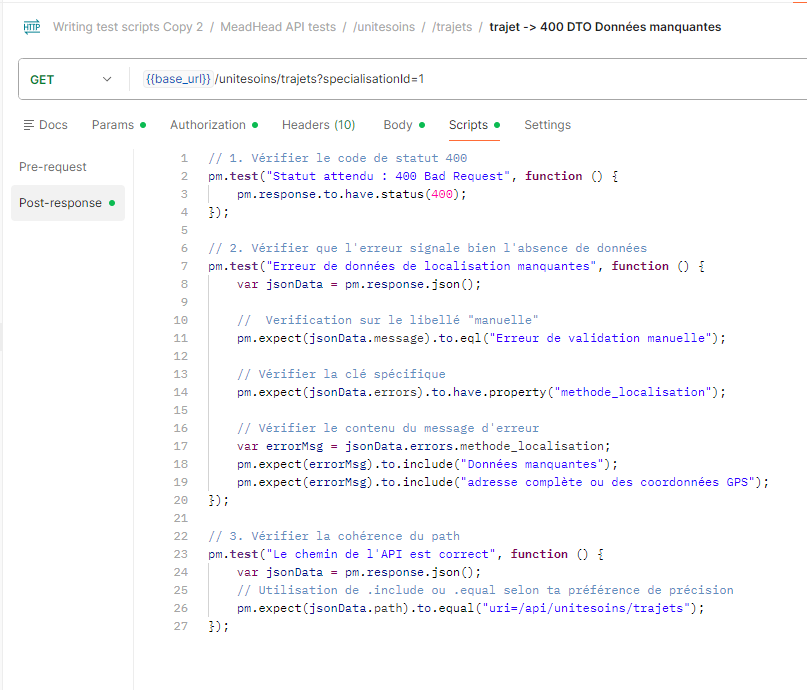 HTTP Writing test scripts Copy 2 / MeadHead API tests / /unitesoins / /trajets / trajet -> 400 DTO Données manquantes
GET {{base_url}} /unitesoins/trajets?specialisationId=1
Docs Params Authorization Headers (10) Body Scripts Settings
Pre-request
Post-response
1 // 1. Vérifier le code de statut 400
2 pm.test("Statut attendu : 400 Bad Request", function () {
3 pm.response.to.have.status(400);
4 });
5
6 // 2. Vérifier que l'erreur signale bien l'absence de données
7 pm.test("Erreur de données de localisation manquantes", function () {
8 var jsonData = pm.response.json();
9
10 //  Verification sur le libellé "manuelle"
11 pm.expect(jsonData.message).to.eql("Erreur de validation manuelle");
12
13 // Vérifier la clé spécifique
14 pm.expect(jsonData.errors).to.have.property("methode_localisation");
15
16 // Vérifier le contenu du message d'erreur
17 var errorMsg = jsonData.errors.methode_localisation;
18 pm.expect(errorMsg).to.include("Données manquantes");
19 pm.expect(errorMsg).to.include("adresse complète ou des coordonnées GPS");
20 });
21
22 // 3. Vérifier la cohérence du path
23 pm.test("Le chemin de l'API est correct", function () {
24 var jsonData = pm.response.json();
25 // Utilisation de .include ou .equal selon ta préférence de précision
26 pm.expect(jsonData.path).to.equal("uri=/api/unitesoins/trajets");
27 });